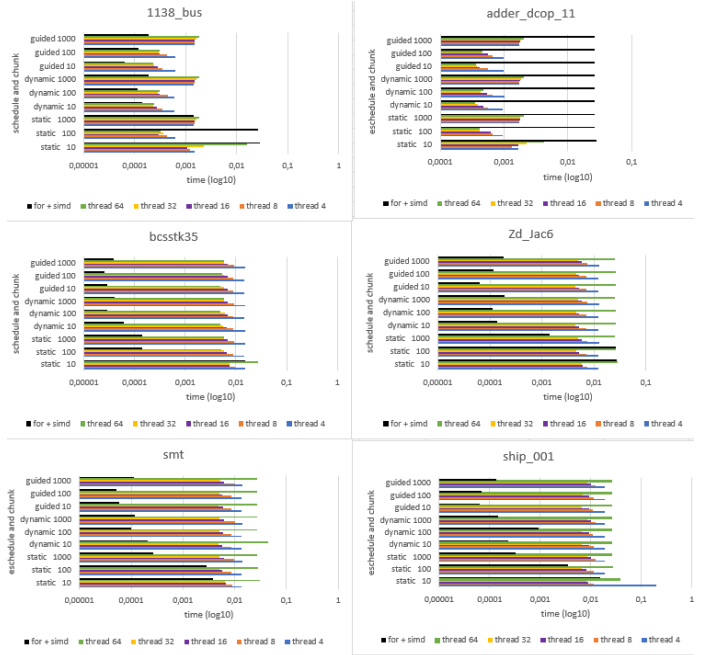 1138_bus
schedule and chunk
guided 1000
guided 100
guided 10
dynamic 1000
dynamic 100
dynamic 10
static 1000
static 100
static 10
0,00001 0,0001 0,001 0,01 0,1 1
time (log10)
for + simd thread 64 thread 32 thread 16 thread 8 thread 4
adder_dcop_11
eschedule and chunk
guided 1000
guided 100
guided 10
dynamic 1000
dynamic 100
dynamic 10
static 1000
static 100
static 10
0,0001 0,001 0,01 0,1
time (log10)
for + simd thread 64 thread 32 thread 16 thread 8 thread 4
bcsstk35
schedule and chunk
guided 1000
guided 100
guided 10
dynamic 1000
dynamic 100
dynamic 10
static 1000
static 100
static 10
0,00001 0,0001 0,001 0,01 0,1 1
time (log10)
for + simd thread 64 thread 32 thread 16 thread 8 thread 4
Zd_Jac6
schedule and chunk
guided 1000
guided 100
guided 10
dynamic 1000
dynamic 100
dynamic 10
static 1000
static 100
static 10
0,00001 0,0001 0,001 0,01 0,1
time (log10)
for + simd thread 64 thread 32 thread 16 thread 8 thread 4
smt
eschedule and chunk
guided 1000
guided 100
guided 10
dynamic 1000
dynamic 100
dynamic 10
static 1000
static 100
static 10
0,00001 0,0001 0,001 0,01 0,1 1
time (log10)
for + simd thread 64 thread 32 thread 16 thread 8 thread 4
ship_001
eschedule and chunk
guided 1000
guided 100
guided 10
dynamic 1000
dynamic 100
dynamic 10
static 1000
static 100
static 10
0,00001 0,0001 0,001 0,01 0,1 1
time (log10)
for + simd thread 64 thread 32 thread 16 thread 8 thread 4